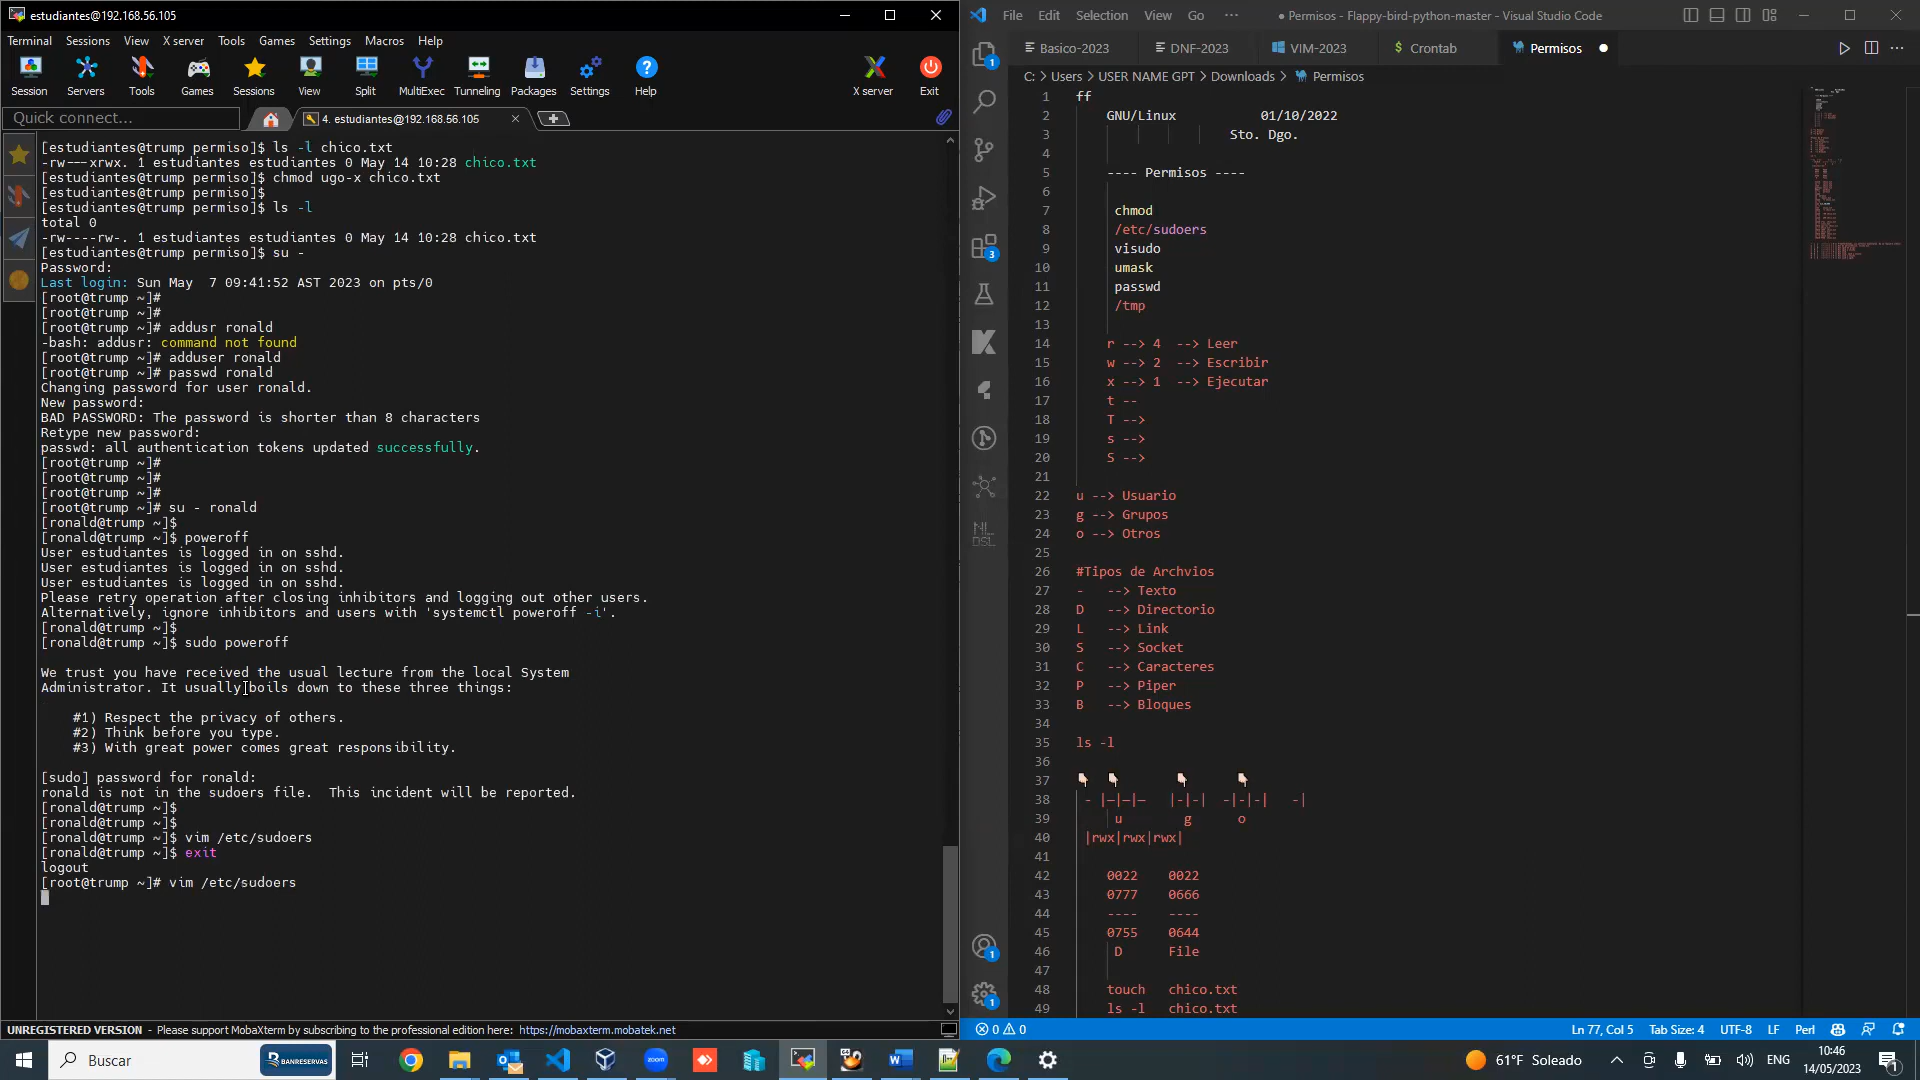 estudiantes@192.168.56.105
Terminal Sessions View X server Tools Games Settings Macros Help
Session Servers Tools Games Sessions View Split MultiExec Tunneling Packages Settings Help X server Exit
Quick connect...
4. estudiantes@192.168.56.105
[estudiantes@trump permiso]$ ls -l chico.txt
-rw---xrwx. 1 estudiantes estudiantes 0 May 14 10:28 chico.txt
[estudiantes@trump permiso]$ chmod ugo-x chico.txt
[estudiantes@trump permiso]$
[estudiantes@trump permiso]$ ls -l
total 0
-rw----rw-. 1 estudiantes estudiantes 0 May 14 10:28 chico.txt
[estudiantes@trump permiso]$ su -
Password:
Last login: Sun May  7 09:41:52 AST 2023 on pts/0
[root@trump ~]#
[root@trump ~]#
[root@trump ~]# addusr ronald
-bash: addusr: command not found
[root@trump ~]# adduser ronald
[root@trump ~]# passwd ronald
Changing password for user ronald.
New password:
BAD PASSWORD: The password is shorter than 8 characters
Retype new password:
passwd: all authentication tokens updated successfully.
[root@trump ~]#
[root@trump ~]#
[root@trump ~]#
[root@trump ~]# su - ronald
[ronald@trump ~]$
[ronald@trump ~]$ poweroff
User estudiantes is logged in on sshd.
User estudiantes is logged in on sshd.
User estudiantes is logged in on sshd.
Please retry operation after closing inhibitors and logging out other users.
Alternatively, ignore inhibitors and users with 'systemctl poweroff -i'.
[ronald@trump ~]$
[ronald@trump ~]$ sudo poweroff
We trust you have received the usual lecture from the local System
Administrator. It usually boils down to these three things:
#1) Respect the privacy of others.
#2) Think before you type.
#3) With great power comes great responsibility.
[sudo] password for ronald:
ronald is not in the sudoers file.  This incident will be reported.
[ronald@trump ~]$
[ronald@trump ~]$
[ronald@trump ~]$ vim /etc/sudoers
[ronald@trump ~]$ exit
logout
[root@trump ~]# vim /etc/sudoers
UNREGISTERED VERSION - Please support MobaXterm by subscribing to the professional edition here: https://mobaxterm.mobatek.net
File Edit Selection View Go ··· ● Permisos - Flappy-bird-python-master - Visual Studio Code
Basico-2023 DNF-2023 VIM-2023 $ Crontab Permisos
C: > Users > USER NAME GPT > Downloads > Permisos
1 ff
2 GNU/Linux 01/10/2022
3 Sto. Dgo.
4
5 ---- Permisos ----
6
7 chmod
8 /etc/sudoers
9 visudo
10 umask
11 passwd
12 /tmp
13
14 r --> 4 --> Leer
15 w --> 2 --> Escribir
16 x --> 1 --> Ejecutar
17 t --
18 T -->
19 s -->
20 S -->
21
22 u --> Usuario
23 g --> Grupos
24 o --> Otros
25
26 #Tipos de Archvios
27 - --> Texto
28 D --> Directorio
29 L --> Link
30 S --> Socket
31 C --> Caracteres
32 P --> Piper
33 B --> Bloques
34
35 ls -l
36
37
38 - |—|—|— |-|-| -|-|-| -|
39 u g o
40 |rwx|rwx|rwx|
41
42 0022 0022
43 0777 0666
44 ---- ----
45 0755 0644
46 D File
47
48 touch chico.txt
49 ls -l chico.txt
1
3
NL
DSL
1
1
0 0 Ln 77, Col 5 Tab Size: 4 UTF-8 LF Perl
Buscar BANRESERVAS zoom 61°F Soleado ENG 10:46
14/05/2023 1